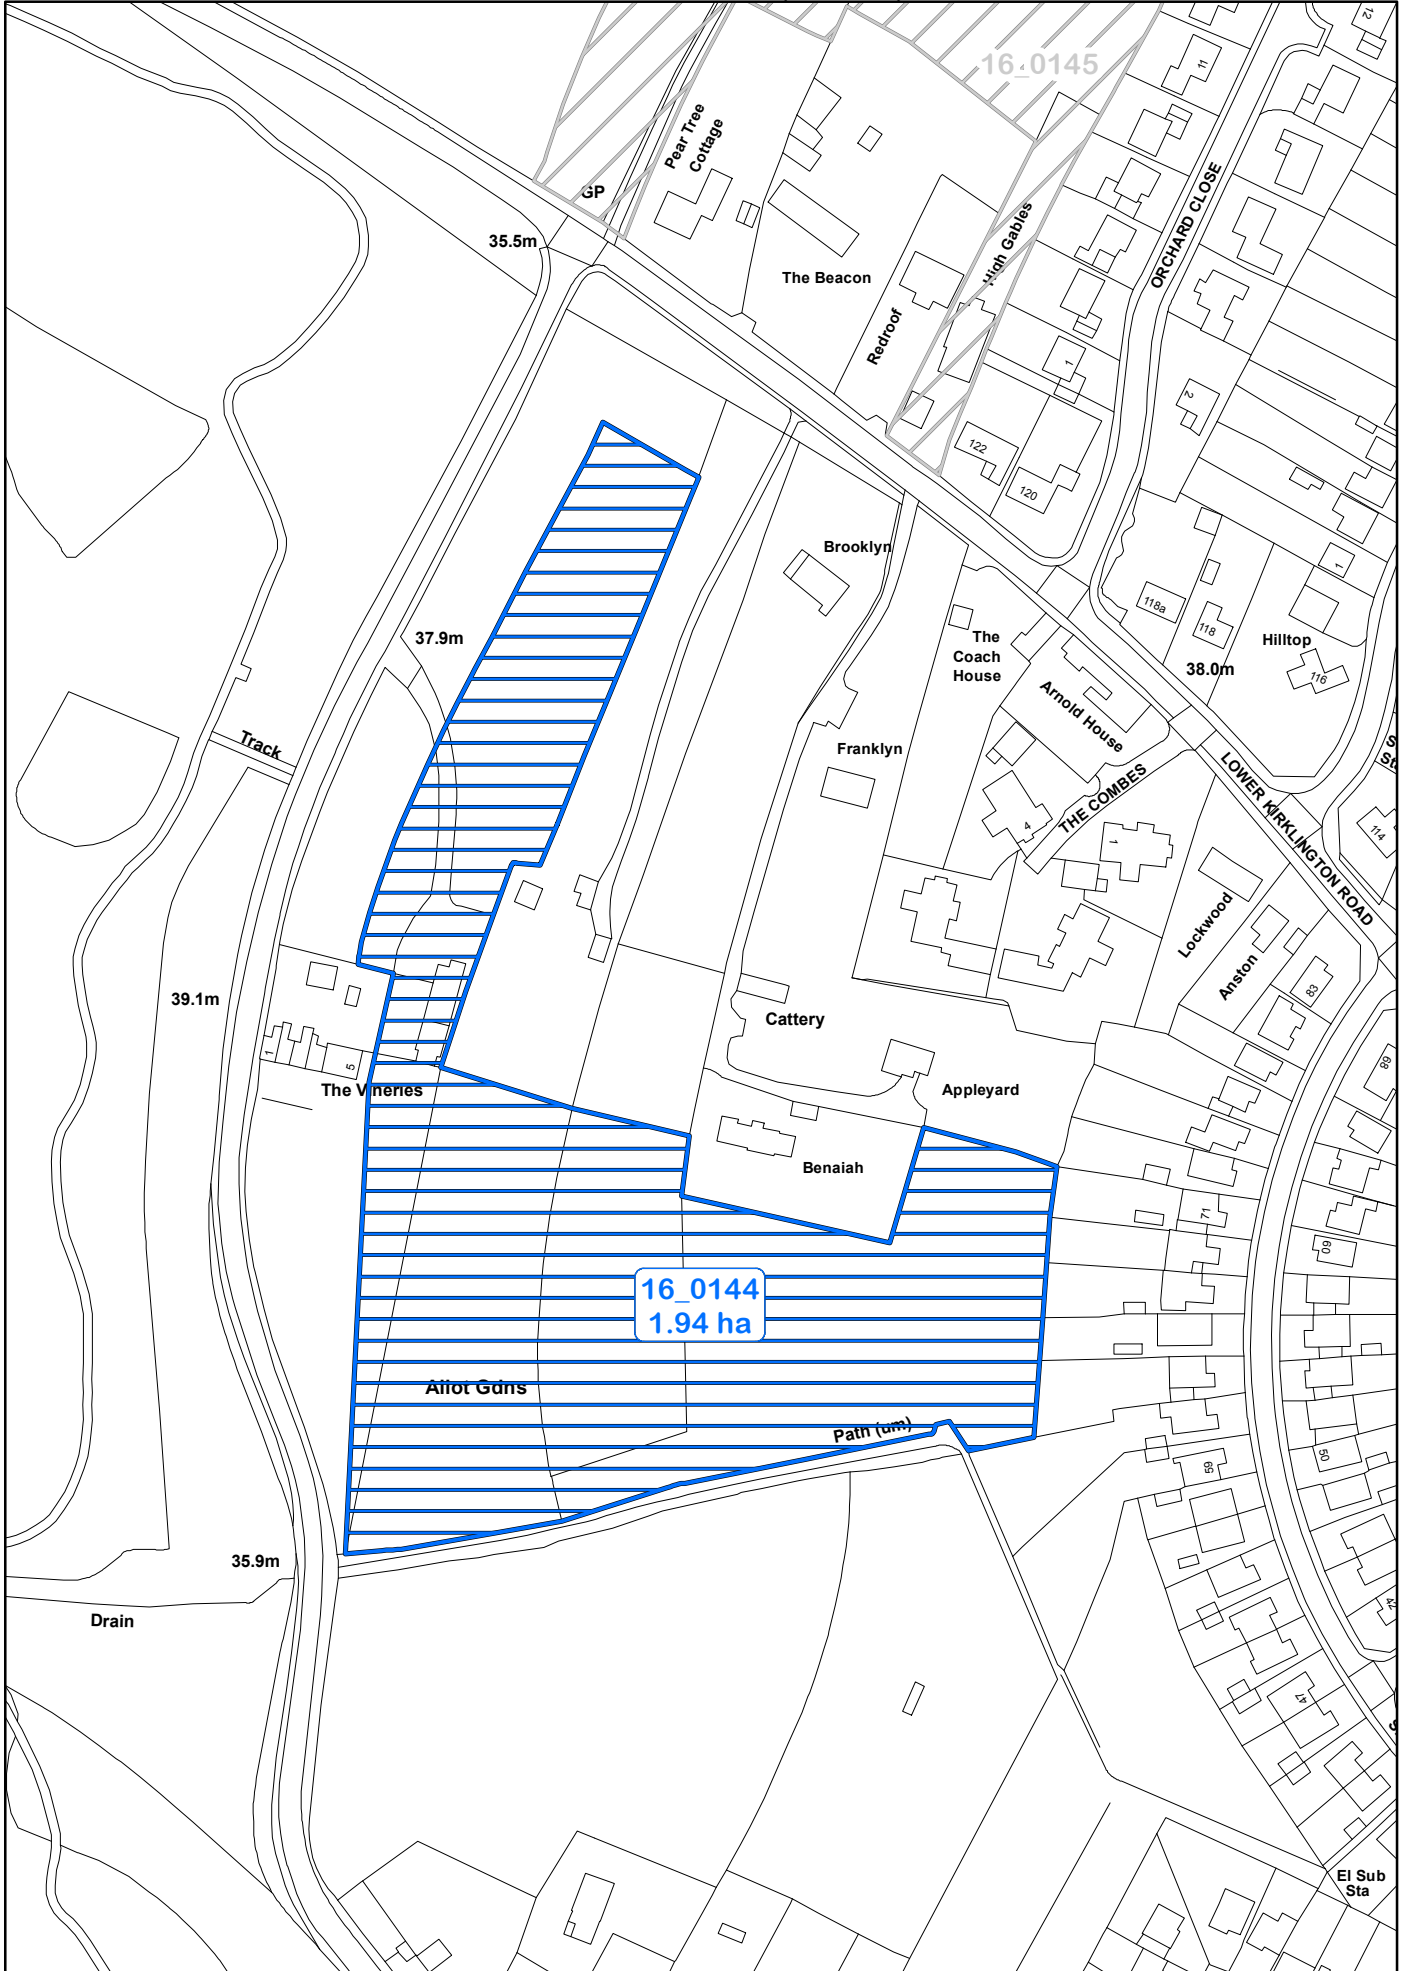 12
16_0145
11
Pear Tree
Cottage
GP
35.5m
High Gables
ORCHARD CLOSE
The Beacon
Redroof
1
2
122
120
Brooklyn
1
118a
118
37.9m
The
Coach
House
Hilltop
38.0m
116
Arnold House
Track
Franklyn
LOWER KIRKLINGTON ROAD
THE COMBES
4
1
114
Lockwood
Anston
83
39.1m
Cattery
1
5
68
The Vineries
Appleyard
Benaiah
71
60
16_0144
1.94 ha
Allot Gdns
Path (um)
50
59
35.9m
Drain
42
47
El Sub
Sta